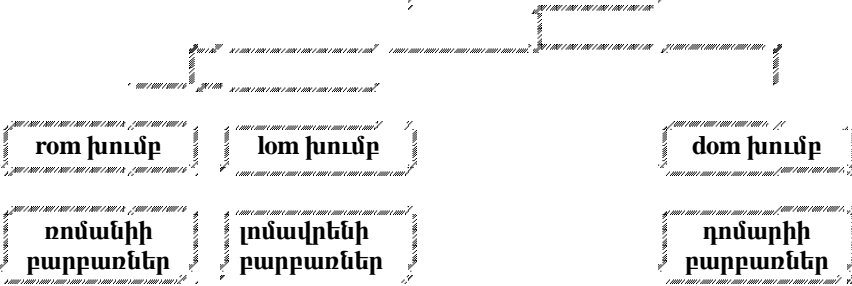 rom խումբ
lom խումբ
dom խումբ
ռոմանիի
բարբառներ
լոմավրենի
բարբառներ
դոմարիի
բարբառներ